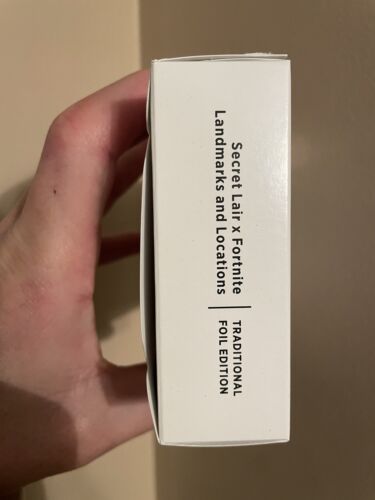 Secret Lair x Fortnite
Landmarks and Locations
TRADITIONAL
FOIL EDITION